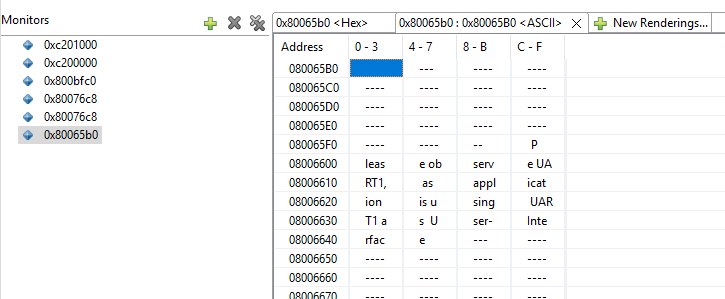 Monitors
0xc201000
0xc200000
0x800bfc0
0x80076c8
0x80076c8
0x80065b0
0x80065b0 <Hex> 0x80065b0 : 0x80065B0 <ASCII> New Renderings...
Address 0 - 3 4 - 7 8 - B C - F
080065B0 --- ---- ----
080065C0 ---- ---- ---- ----
080065D0 ---- ---- ---- ----
080065E0 ---- ---- ---- ----
080065F0 ---- ---- -- P
08006600 leas e ob serv e UA
08006610 RT1, as appl icat
08006620 ion is u sing UAR
08006630 T1 a s U ser- Inte
08006640 rface e --- ----
08006650 ---- ---- ---- ----
08006660 ---- ---- ---- ----
08006670 ---- ---- ---- ----